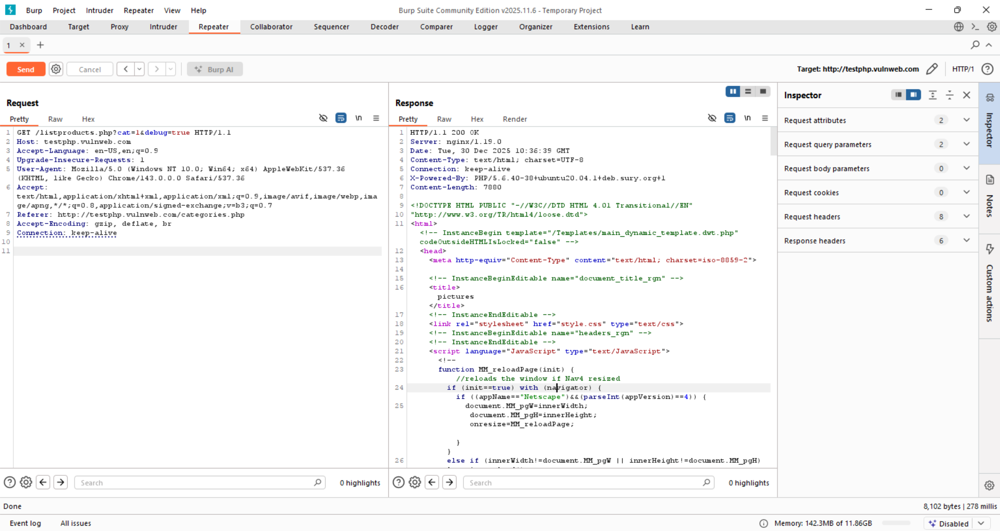 Burp Project Intruder Repeater View Help
Burp Suite Community Edition v2025.11.6 - Temporary Project
Dashboard Target Proxy Intruder Repeater Collaborator Sequencer Decoder Comparer Logger Organizer Extensions Learn
1
Send Cancel Burp AI
Target: http://testphp.vulnweb.com HTTP/1
Request
Pretty Raw Hex \n
1 GET /listproducts.php?cat=1&debug=true HTTP/1.1
2 Host: testphp.vulnweb.com
3 Accept-Language: en-US,en;q=0.9
4 Upgrade-Insecure-Requests: 1
5 User-Agent: Mozilla/5.0 (Windows NT 10.0; Win64; x64) AppleWebKit/537.36
(KHTML, like Gecko) Chrome/143.0.0.0 Safari/537.36
6 Accept:
text/html,application/xhtml+xml,application/xml;q=0.9,image/avif,image/webp,ima
ge/apng,*/*;q=0.8,application/signed-exchange;v=b3;q=0.7
7 Referer: http://testphp.vulnweb.com/categories.php
8 Accept-Encoding: gzip, deflate, br
9 Connection: keep-alive
10
11
Search 0 highlights
Response
Pretty Raw Hex Render \n
1 HTTP/1.1 200 OK
2 Server: nginx/1.19.0
3 Date: Tue, 30 Dec 2025 10:36:39 GMT
4 Content-Type: text/html; charset=UTF-8
5 Connection: keep-alive
6 X-Powered-By: PHP/5.6.40-38+ubuntu20.04.1+deb.sury.org+1
7 Content-Length: 7880
8
9 <!DOCTYPE HTML PUBLIC "-//W3C//DTD HTML 4.01 Transitional//EN"
10 "http://www.w3.org/TR/html4/loose.dtd">
11 <html>
<!-- InstanceBegin template="/Templates/main_dynamic_template.dwt.php"
codeOutsideHTMLIsLocked="false" -->
12 <head>
13 <meta http-equiv="Content-Type" content="text/html; charset=iso-8859-2">
14
15 <!-- InstanceBeginEditable name="document_title_rgn" -->
16 <title>
pictures
</title>
17 <!-- InstanceEndEditable -->
18 <link rel="stylesheet" href="style.css" type="text/css">
19 <!-- InstanceBeginEditable name="headers_rgn" -->
20 <!-- InstanceEndEditable -->
21 <script language="JavaScript" type="text/JavaScript">
22 <!--
23 function MM_reloadPage(init) {
//reloads the window if Nav4 resized
24 if (init==true) with (navigator) {
if ((appName=="Netscape")&&(parseInt(appVersion)==4)) {
25 document.MM_pgW=innerWidth;
document.MM_pgH=innerHeight;
onresize=MM_reloadPage;
}
}
26 else if (innerWidth!=document.MM_pgW || innerHeight!=document.MM_pgH)
Search 0 highlights
Inspector
Request attributes 2
Request query parameters 2
Request body parameters 0
Request cookies 0
Request headers 8
Response headers 6
Inspector
Notes
Custom actions
Done
8,102 bytes | 278 millis
Event log All issues
Memory: 142.3MB of 11.86GB Disabled